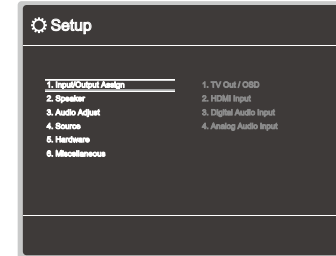 Setup
1. Input/Output Assign
2. Speaker
3. Audio Adjust
4. Source
5. Hardware
6. Miscellaneous
1. TV Out / OSD
2. HDMI Input
3. Digital Audio Input
4. Analog Audio Input